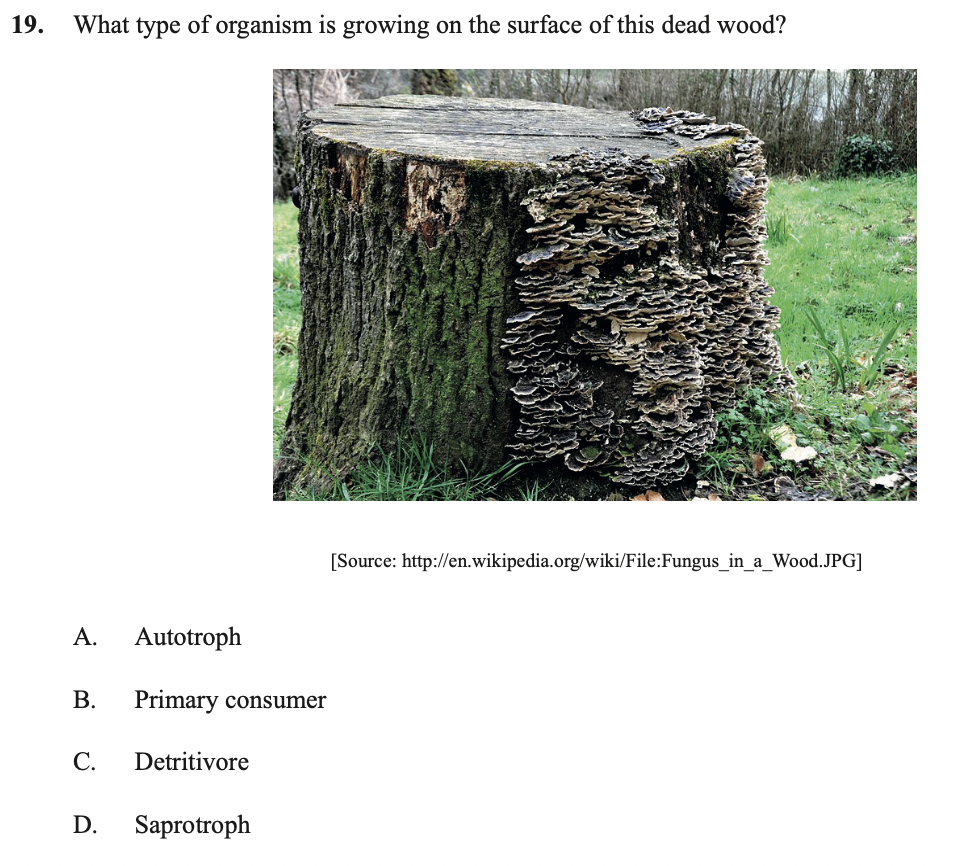 19. What type of organism is growing on the surface of this dead wood?
[Source: http://en.wikipedia.org/wiki/File:Fungus_in_a_Wood.JPG]
A. Autotroph
B. Primary consumer
C. Detritivore
D. Saprotroph